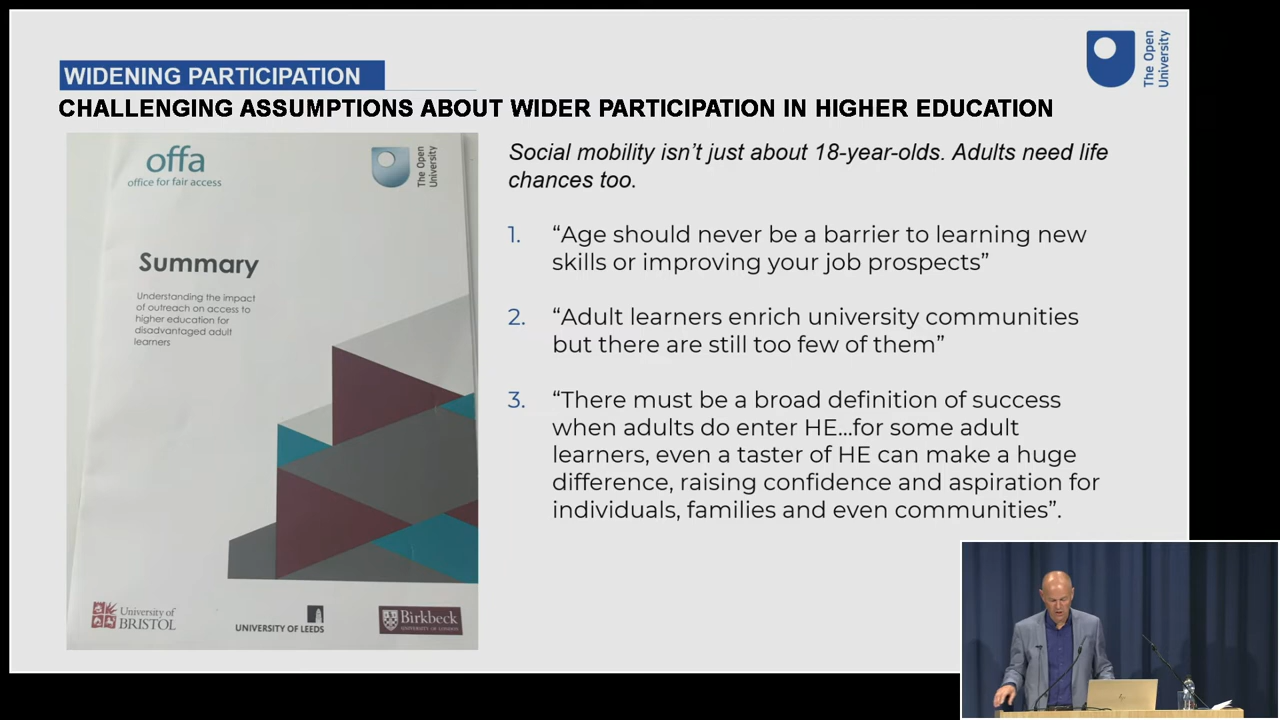 WIDENING PARTICIPATION
The Open
University
CHALLENGING ASSUMPTIONS ABOUT WIDER PARTICIPATION IN HIGHER EDUCATION
offa
office for fair access
The Open
University
Summary
Understanding the impact
of outreach on access to
higher education for
disadvantaged adult
learners
University of
BRISTOL
UNIVERSITY OF LEEDS
Birkbeck
UNIVERSITY OF LONDON
Social mobility isn’t just about 18-year-olds. Adults need life
chances too.
1. “Age should never be a barrier to learning new
skills or improving your job prospects”
2. “Adult learners enrich university communities
but there are still too few of them”
3. “There must be a broad definition of success
when adults do enter HE...for some adult
learners, even a taster of HE can make a huge
difference, raising confidence and aspiration for
individuals, families and even communities”.